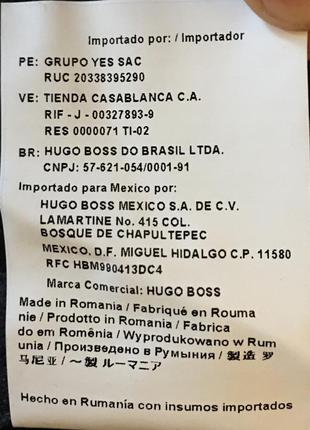 Importado por: / Importador
PE: GRUPO YES SAC
RUC 20338395290
VE: TIENDA CASABLANCA C.A.
RIF - J - 00327893-9
RES 0000071 TI-02
BR: HUGO BOSS DO BRASIL LTDA.
CNPJ: 57-621-054/0001-91
Importado para Mexico por:
HUGO BOSS MEXICO S.A. DE C.V.
LAMARTINE No. 415 COL.
BOSQUE DE CHAPULTEPEC
MEXICO, D.F. MIGUEL HIDALGO C.P. 11580
RFC HBM990413DC4
Marca Comercial: HUGO BOSS
Made in Romania / Fabriqué en Rouma
nie / Prodotto in Romania / Fabrica
do em Romênia / Wyprodukowano w Rum
unia / Произведено в Румыния / 製造 罗
马尼亚 / ～製 ルーマニア
Hecho en Rumanía con insumos importados